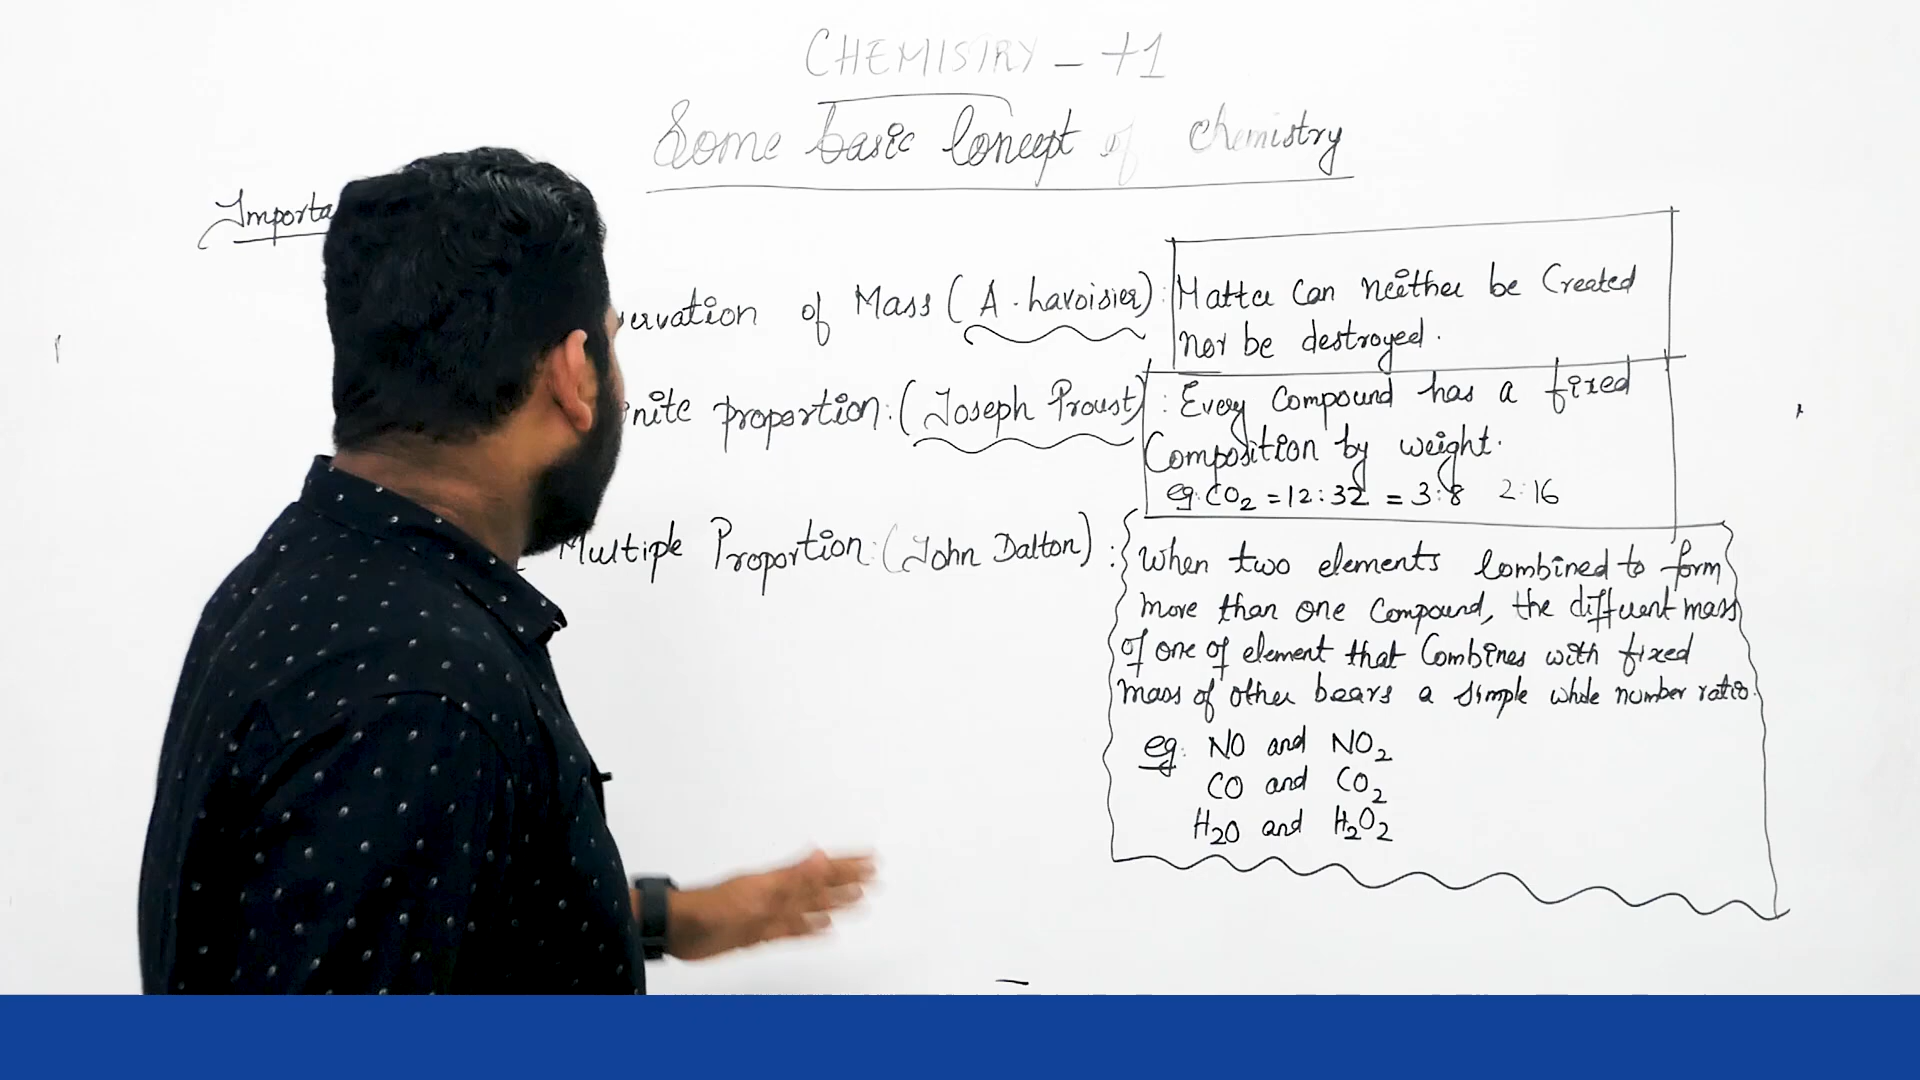 CHEMISTRY - +1
Some basic Concept of Chemistry
Importa
ervation of Mass (A. Lavoisier) : Matter Can neither be Created
nor be destroyed.
nite proportion: (Joseph Proust) : Every Compound has a fixed
Composition by weight.
eg: CO2 = 12:32 = 3:8 2:16
Multiple Proportion: (John Dalton) : When two elements Combined to form
more than one Compound, the different mass
of one of element that Combines with fixed
mass of other bears a simple whole number ratio.
eg: NO and NO2
CO and CO2
H2O and H2O2